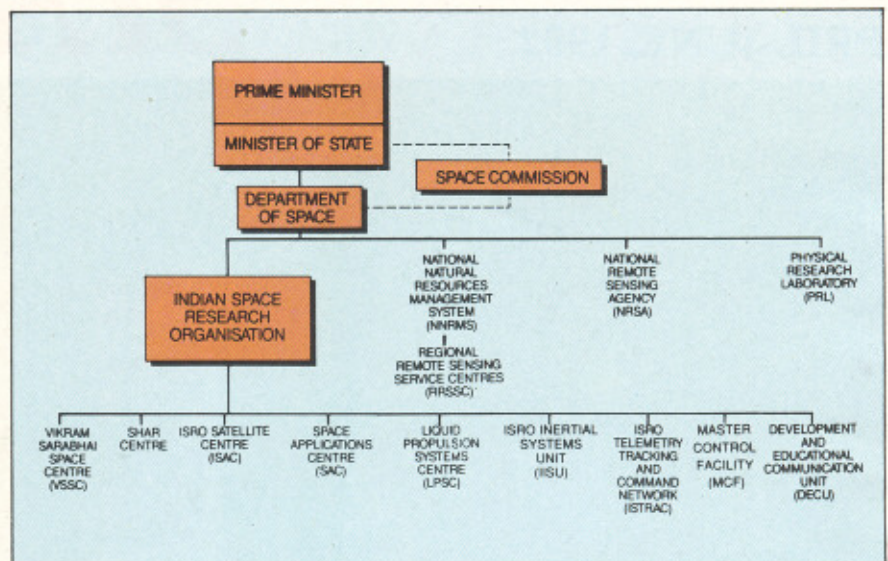 PRIME MINISTER
MINISTER OF STATE
SPACE COMMISSION
DEPARTMENT
OF SPACE
INDIAN SPACE
RESEARCH
ORGANISATION
NATIONAL
NATURAL
RESOURCES
MANAGEMENT
SYSTEM
(NNRMS)
REGIONAL
REMOTE SENSING
SERVICE CENTRES
(RRSSC)
NATIONAL
REMOTE
SENSING
AGENCY
(NRSA)
PHYSICAL
RESEARCH
LABORATORY
(PRL)
VIKRAM
SARABHAI
SPACE
CENTRE
(VSSC)
SHAR
CENTRE
ISRO SATELLITE
CENTRE
(ISAC)
SPACE
APPLICATIONS
CENTRE
(SAC)
LIQUID
PROPULSION
SYSTEMS
CENTRE
(LPSC)
ISRO INERTIAL
SYSTEMS
UNIT
(IISU)
ISRO
TELEMETRY
TRACKING
AND
COMMAND
NETWORK
(ISTRAC)
MASTER
CONTROL
FACILITY
(MCF)
DEVELOPMENT
AND
EDUCATIONAL
COMMUNICATION
UNIT
(DECU)